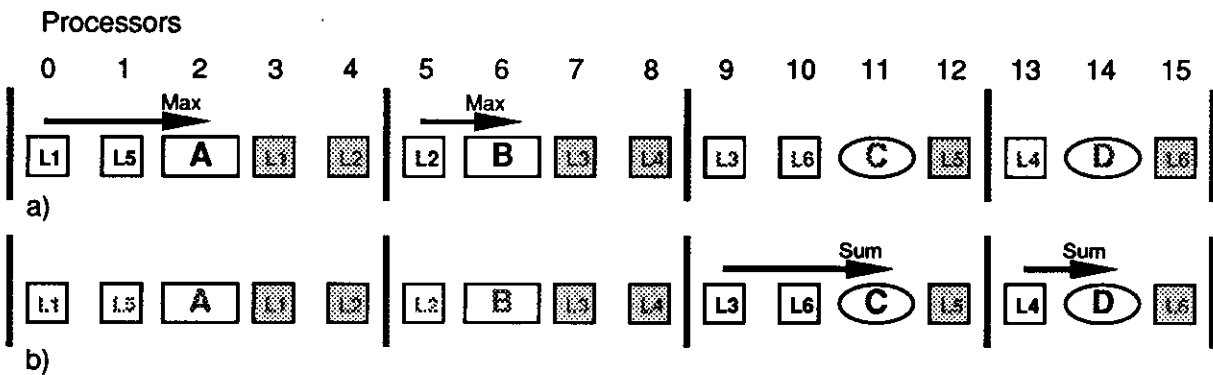 Processors
0 1 2 3 4 5 6 7 8 9 10 11 12 13 14 15
Max Max
L1 L5 A L1 L2 L2 B L3 L4 L3 L6 C L5 L4 D L6
a)
Sum Sum
L1 L5 A L1 L2 L2 B L3 L4 L3 L6 C L5 L4 D L6
b)